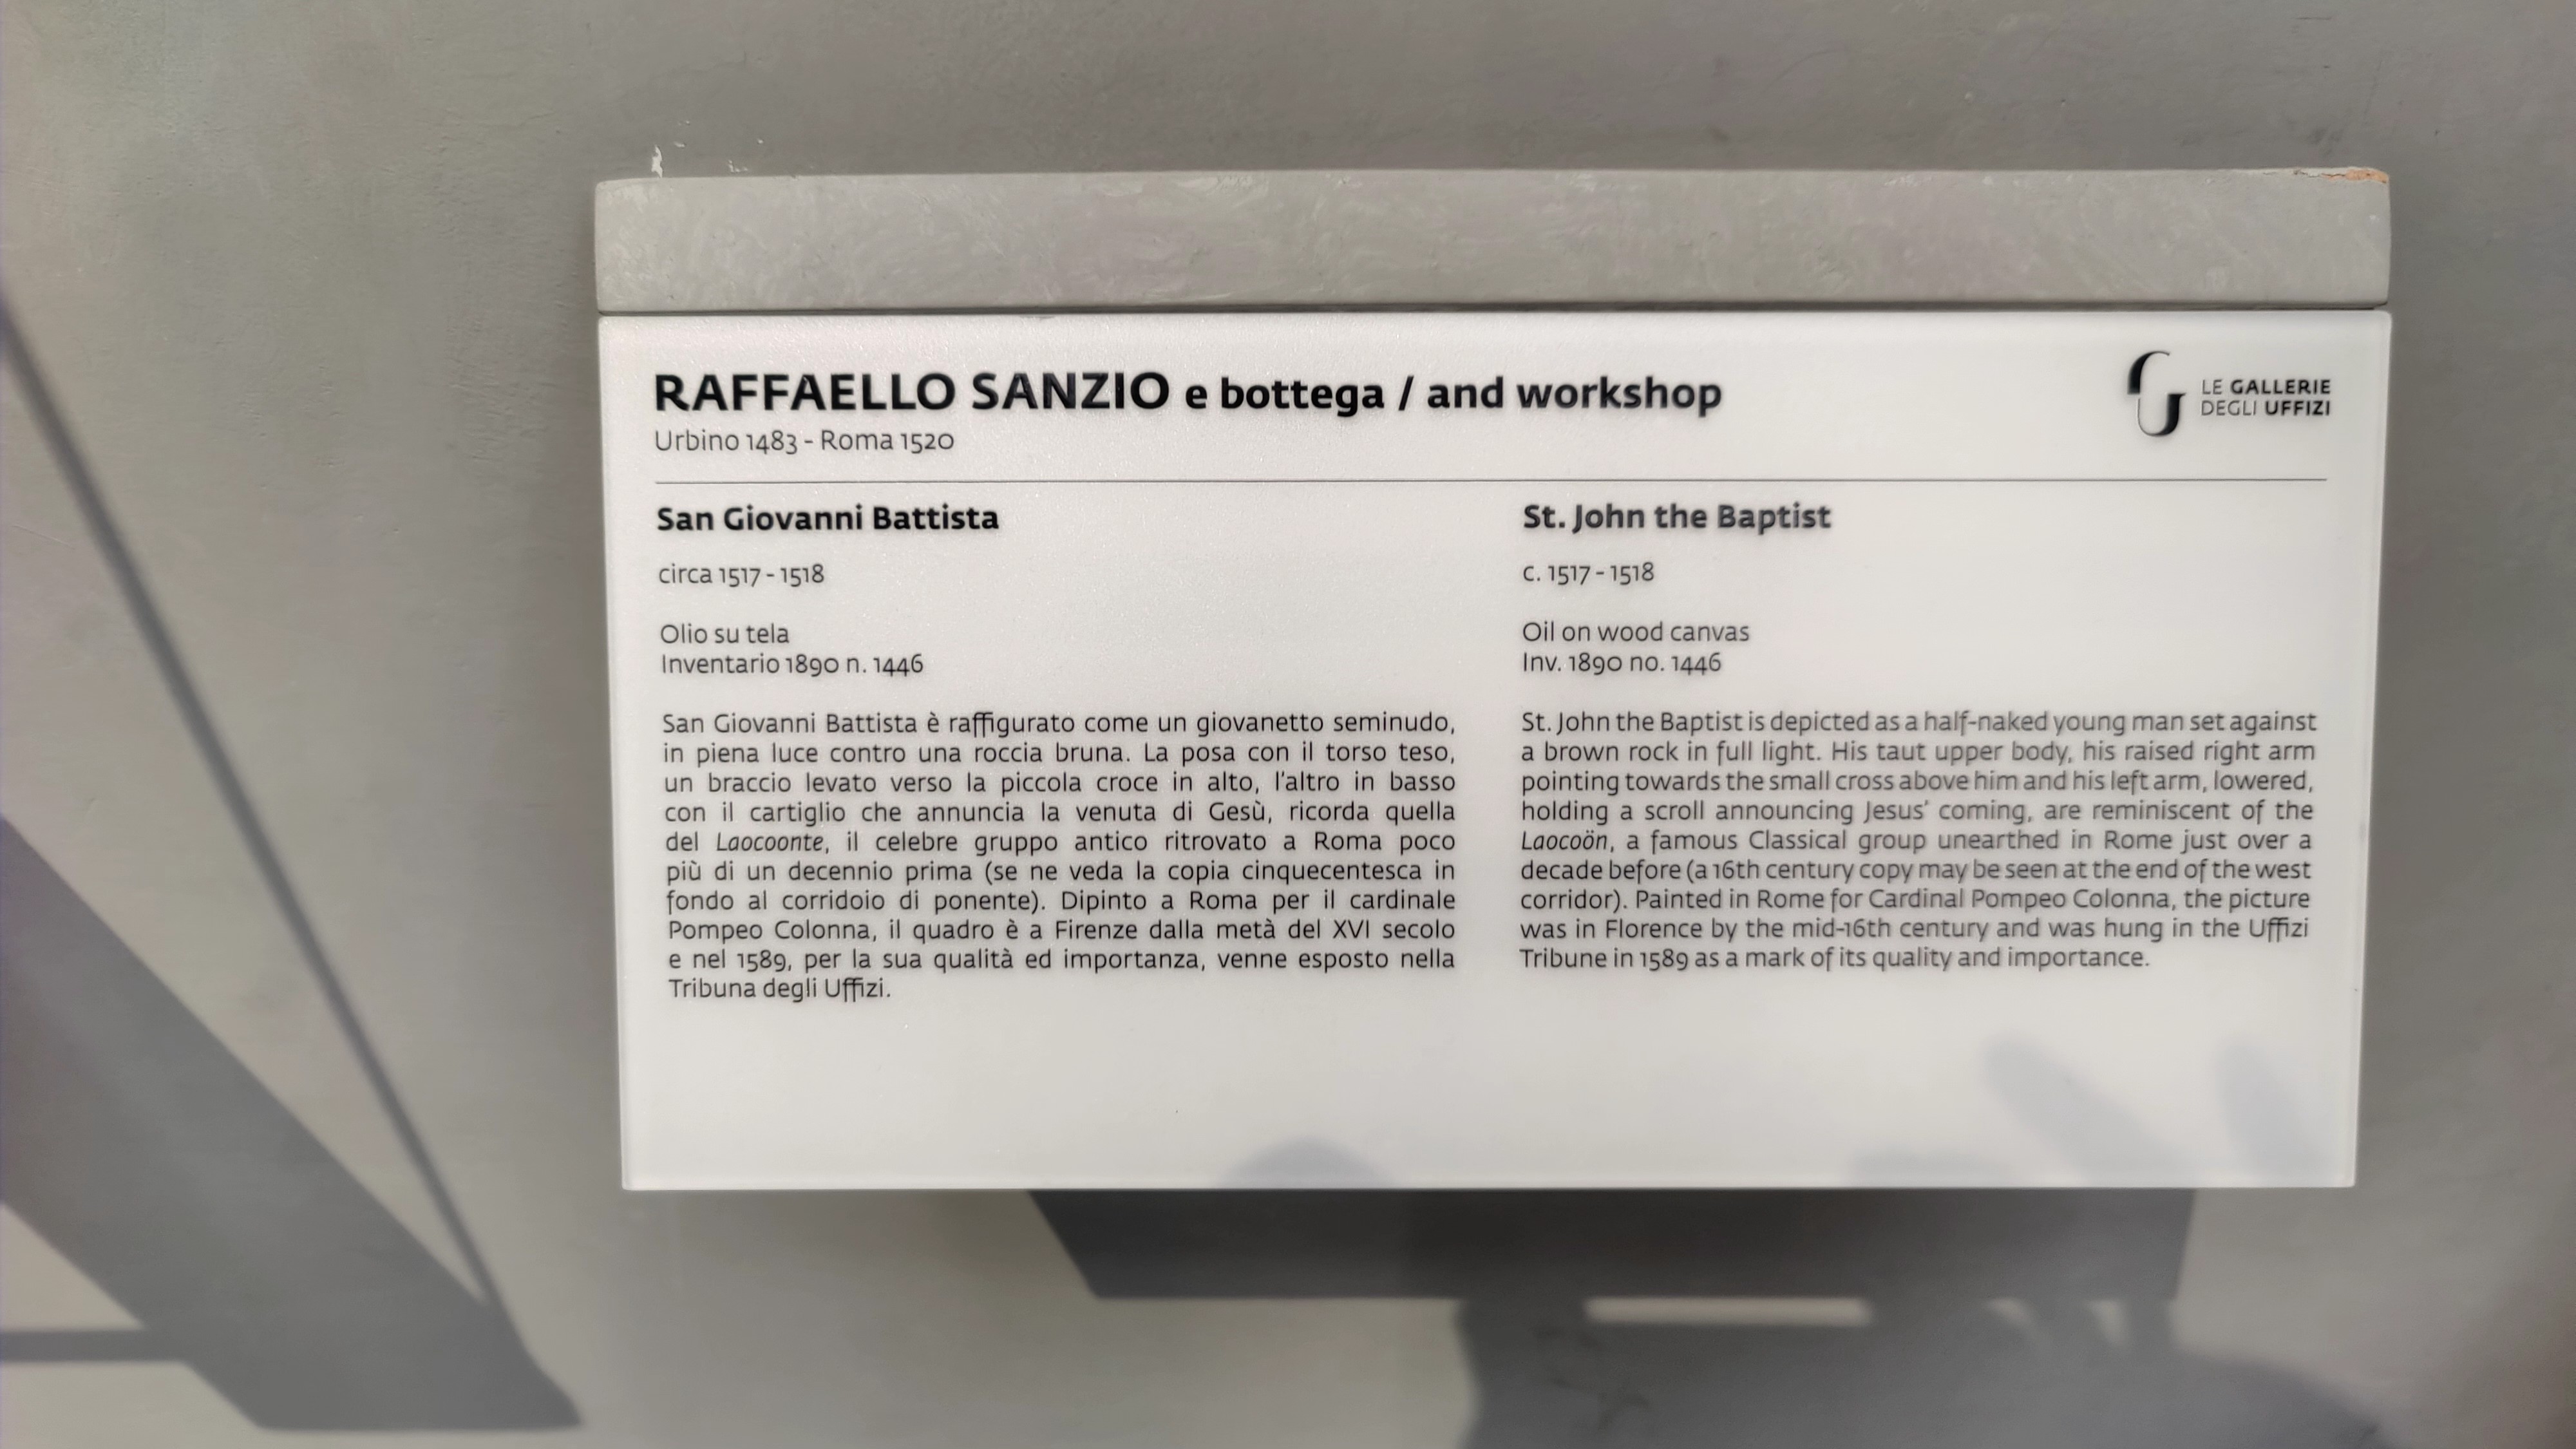 RAFFAELLO SANZIO e bottega / and workshop
Urbino 1483 - Roma 1520
LE GALLERIE
DEGLI UFFIZI
San Giovanni Battista
circa 1517 - 1518
Olio su tela
Inventario 1890 n. 1446
San Giovanni Battista è raffigurato come un giovanetto seminudo,
in piena luce contro una roccia bruna. La posa con il torso teso,
un braccio levato verso la piccola croce in alto, l'altro in basso
con il cartiglio che annuncia la venuta di Gesù, ricorda quella
del Laocoonte, il celebre gruppo antico ritrovato a Roma poco
più di un decennio prima (se ne veda la copia cinquecentesca in
fondo al corridoio di ponente). Dipinto a Roma per il cardinale
Pompeo Colonna, il quadro è a Firenze dalla metà del XVI secolo
e nel 1589, per la sua qualità ed importanza, venne esposto nella
Tribuna degli Uffizi.
St. John the Baptist
c. 1517 - 1518
Oil on wood canvas
Inv. 1890 no. 1446
St. John the Baptist is depicted as a half-naked young man set against
a brown rock in full light. His taut upper body, his raised right arm
pointing towards the small cross above him and his left arm, lowered,
holding a scroll announcing Jesus' coming, are reminiscent of the
Laocoön, a famous Classical group unearthed in Rome just over a
decade before (a 16th century copy may be seen at the end of the west
corridor). Painted in Rome for Cardinal Pompeo Colonna, the picture
was in Florence by the mid-16th century and was hung in the Uffizi
Tribune in 1589 as a mark of its quality and importance.